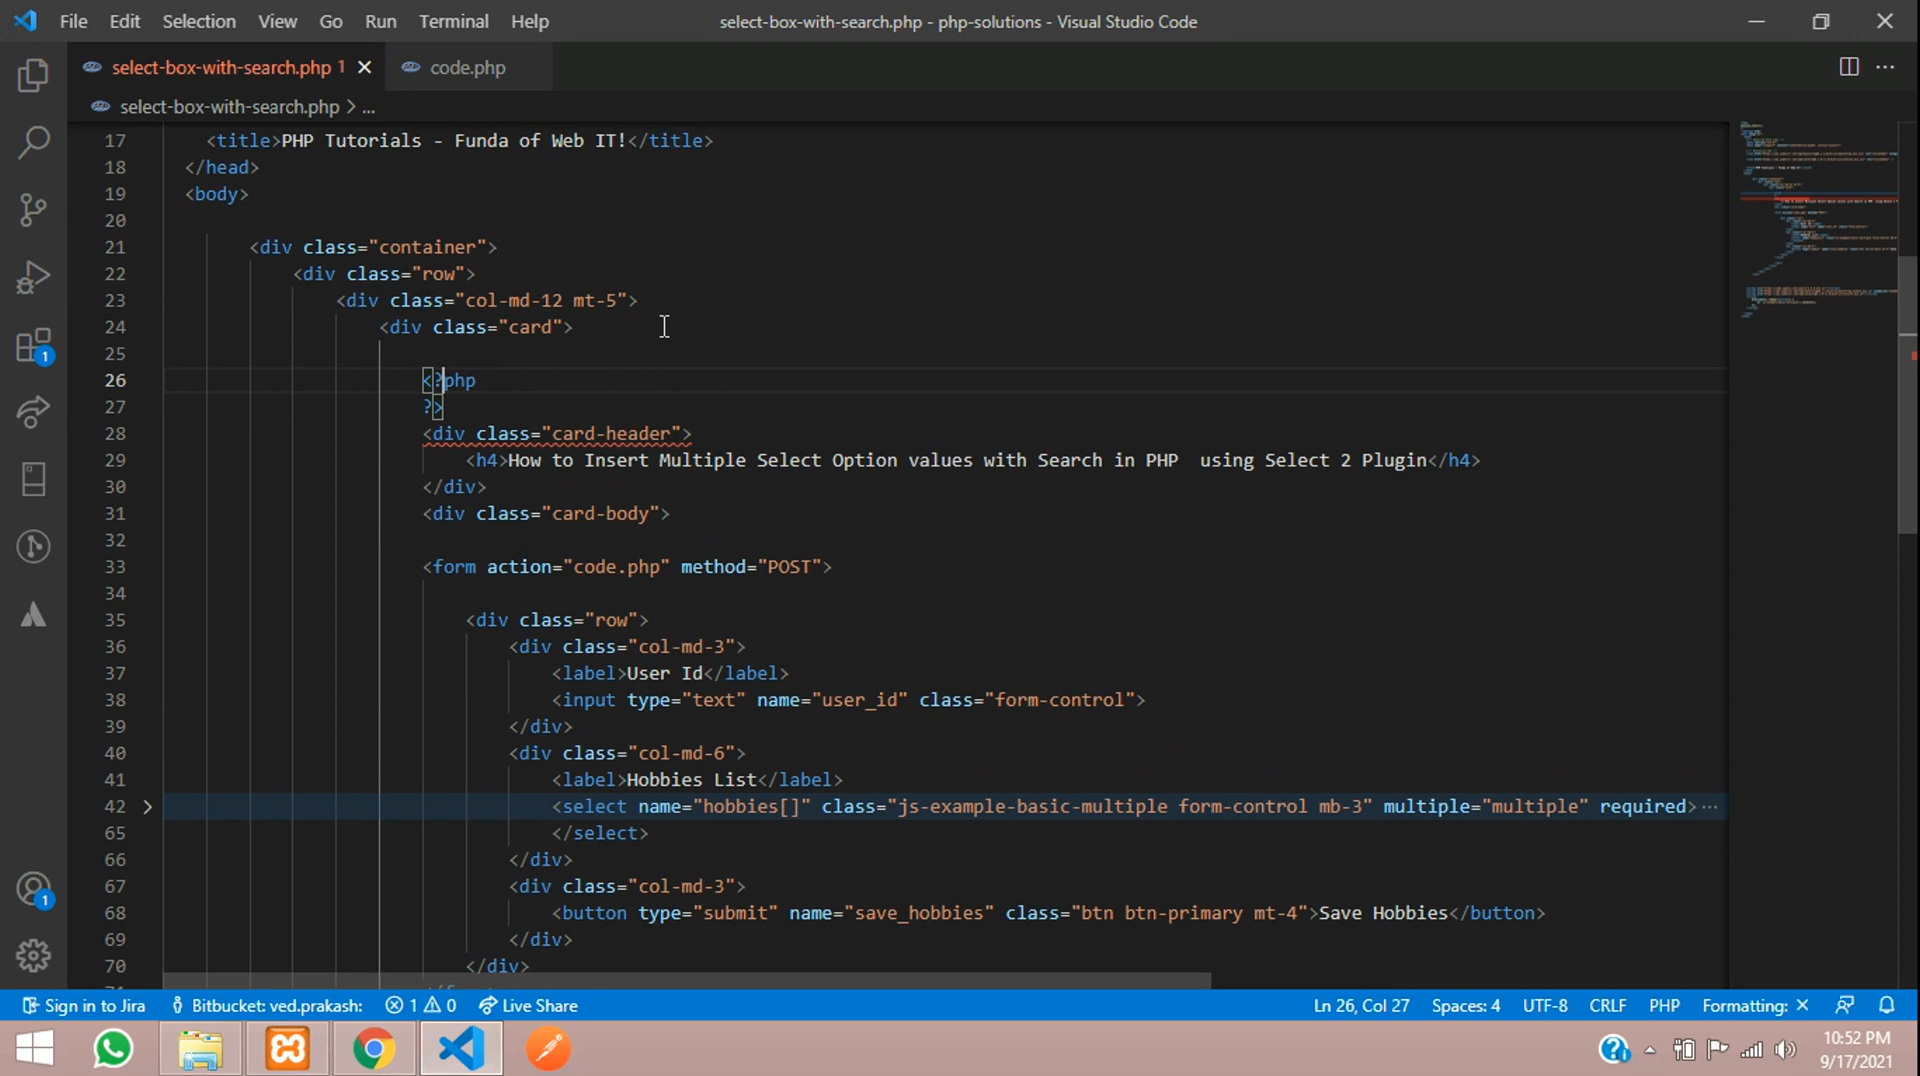 File Edit Selection View Go Run Terminal Help select-box-with-search.php - php-solutions - Visual Studio Code
select-box-with-search.php 1 code.php
select-box-with-search.php > ...
17 <title>PHP Tutorials - Funda of Web IT!</title>
18 </head>
19 <body>
20
21 <div class="container">
22 <div class="row">
23 <div class="col-md-12 mt-5">
24 <div class="card">
25
26 <?php
27 ?>
28 <div class="card-header">
29 <h4>How to Insert Multiple Select Option values with Search in PHP  using Select 2 Plugin</h4>
30 </div>
31 <div class="card-body">
32
33 <form action="code.php" method="POST">
34
35 <div class="row">
36 <div class="col-md-3">
37 <label>User Id</label>
38 <input type="text" name="user_id" class="form-control">
39 </div>
40 <div class="col-md-6">
41 <label>Hobbies List</label>
42 <select name="hobbies[]" class="js-example-basic-multiple form-control mb-3" multiple="multiple" required>...
65 </select>
66 </div>
67 <div class="col-md-3">
68 <button type="submit" name="save_hobbies" class="btn btn-primary mt-4">Save Hobbies</button>
69 </div>
70 </div>
1
1
Sign in to Jira Bitbucket: ved.prakash: 1 0 Live Share Ln 26, Col 27 Spaces: 4 UTF-8 CRLF PHP Formatting: ×
10:52 PM
9/17/2021